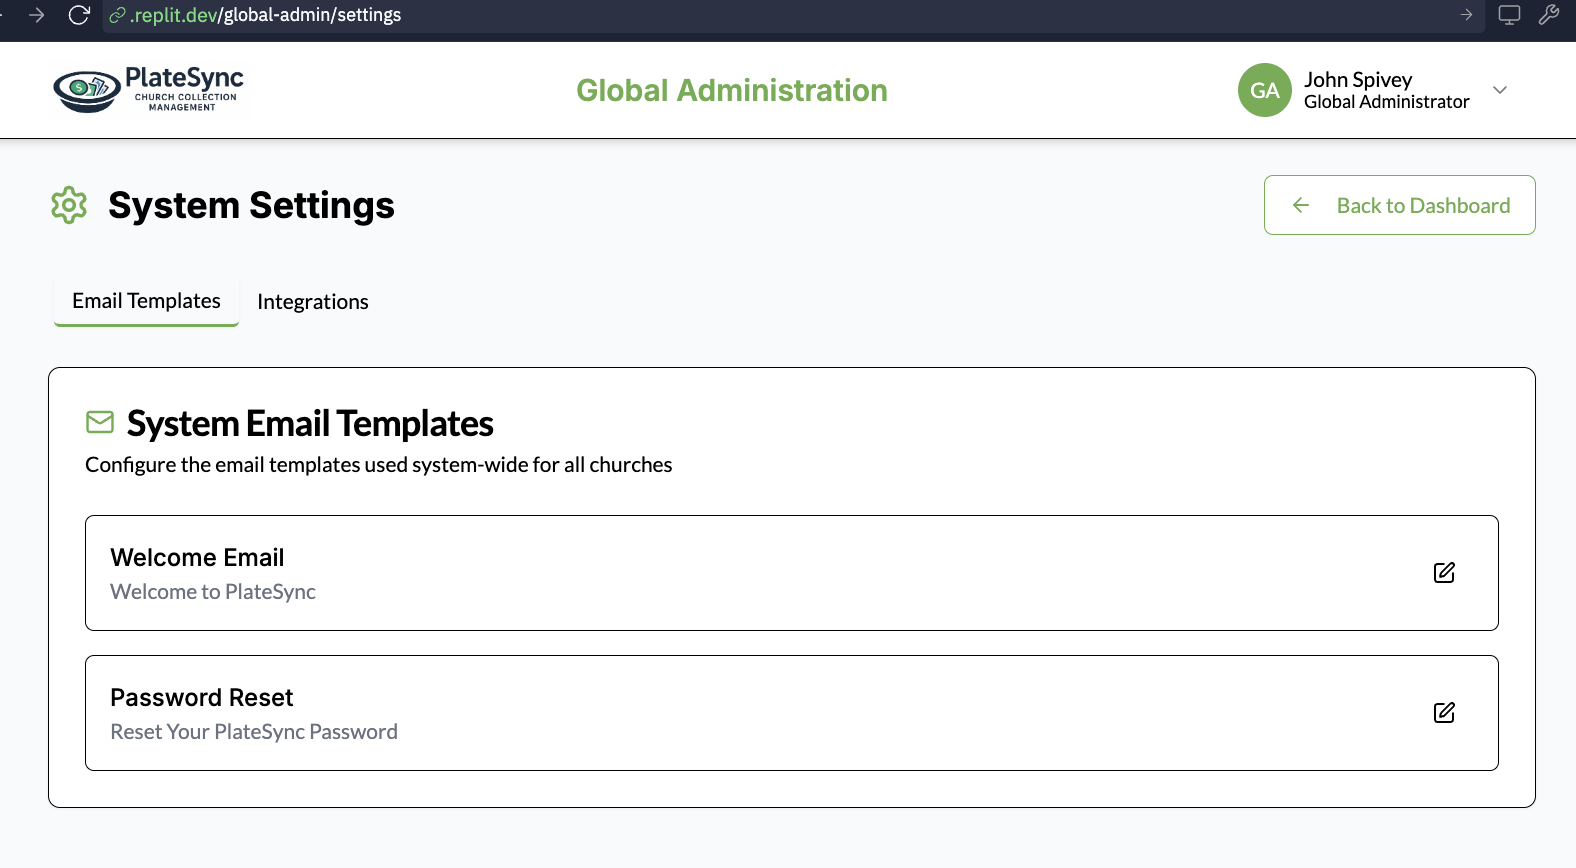 .replit.dev/global-admin/settings
PlateSync
CHURCH COLLECTION
MANAGEMENT
Global Administration
GA
John Spivey
Global Administrator
System Settings
Back to Dashboard
Email Templates
Integrations
System Email Templates
Configure the email templates used system-wide for all churches
Welcome Email
Welcome to PlateSync
Password Reset
Reset Your PlateSync Password